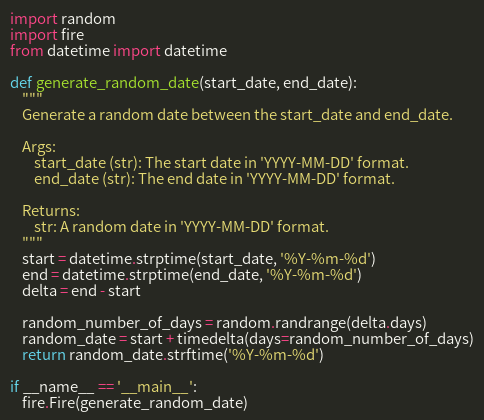 import random
import fire
from datetime import datetime

def generate_random_date(start_date, end_date):
    """
    Generate a random date between the start_date and end_date.

    Args:
        start_date (str): The start date in 'YYYY-MM-DD' format.
        end_date (str): The end date in 'YYYY-MM-DD' format.

    Returns:
        str: A random date in 'YYYY-MM-DD' format.
    """
    start = datetime.strptime(start_date, '%Y-%m-%d')
    end = datetime.strptime(end_date, '%Y-%m-%d')
    delta = end - start

    random_number_of_days = random.randrange(delta.days)
    random_date = start + timedelta(days=random_number_of_days)
    return random_date.strftime('%Y-%m-%d')

if __name__ == '__main__':
    fire.Fire(generate_random_date)